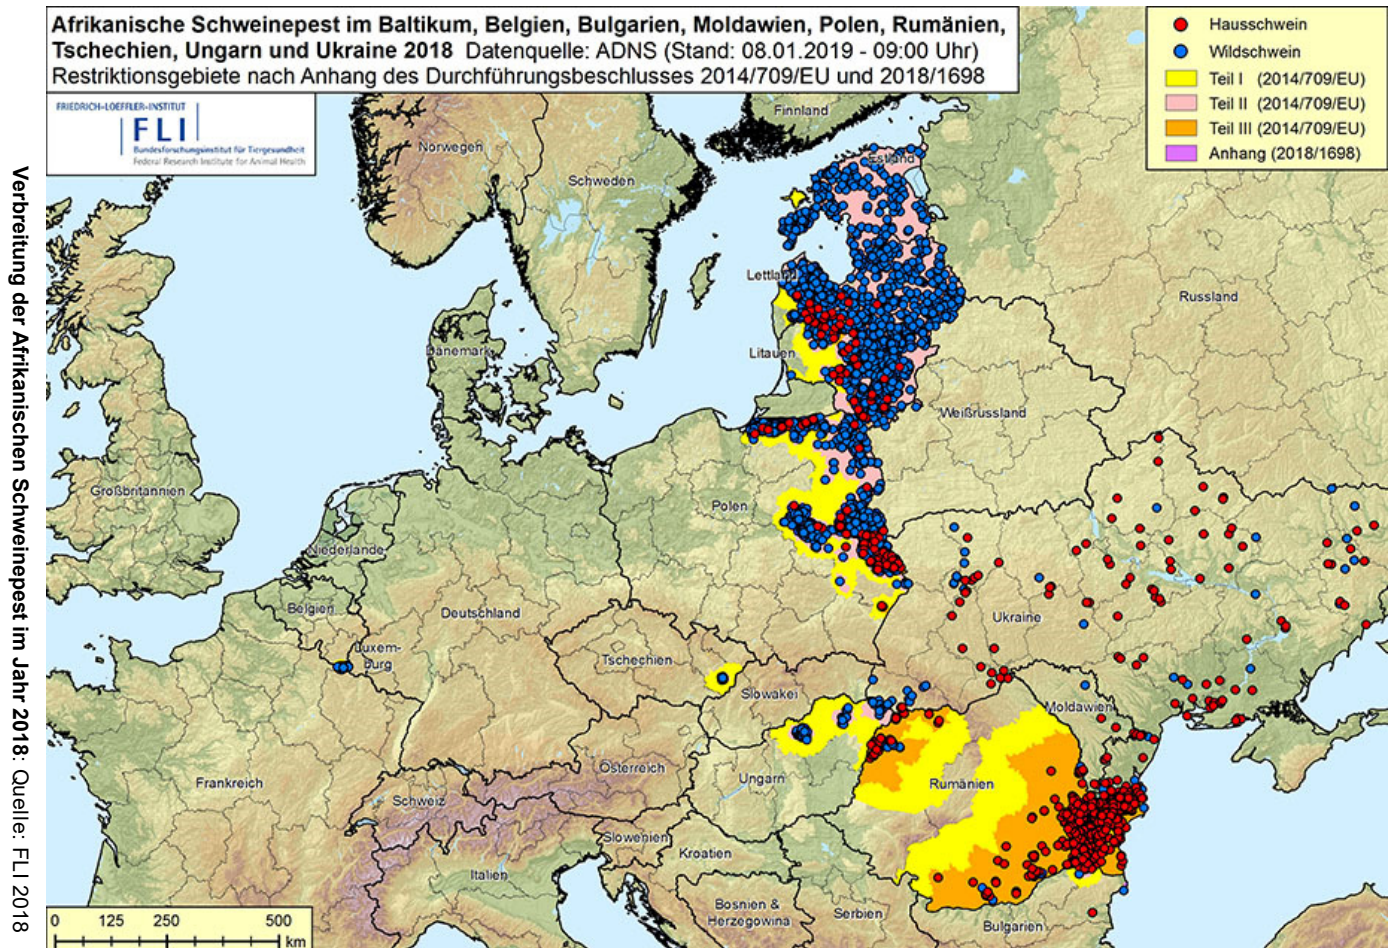 Afrikanische Schweinepest im Baltikum, Belgien, Bulgarien, Moldawien, Polen, Rumänien,
Tschechien, Ungarn und Ukraine 2018 Datenquelle: ADNS (Stand: 08.01.2019 - 09:00 Uhr)
Restriktionsgebiete nach Anhang des Durchführungsbeschlusses 2014/709/EU und 2018/1698
Hausschwein
Wildschwein
Teil I (2014/709/EU)
Teil II (2014/709/EU)
Teil III (2014/709/EU)
Anhang (2018/1698)
FRIEDRICH-LOEFFLER-INSTITUT
FLI
Bundesforschungsinstitut für Tiergesundheit
Federal Research Institute for Animal Health
Verbreitung der Afrikanischen Schweinepest im Jahr 2018: Quelle: FLI 2018
Finnland
Norwegen
Estland
Schweden
Lettland
Russland
Dänemark
Litauen
Weißrussland
Großbritannien
Polen
Niederlande
Belgien
Deutschland
Ukraine
Luxem-
burg
Tschechien
Slowakei
Moldawien
Frankreich
Österreich
Ungarn
Rumänien
Schweiz
Slowenien
Kroatien
Italien
Bosnien &
Herzegowina
Serbien
Bulgarien
0 125 250 500
km